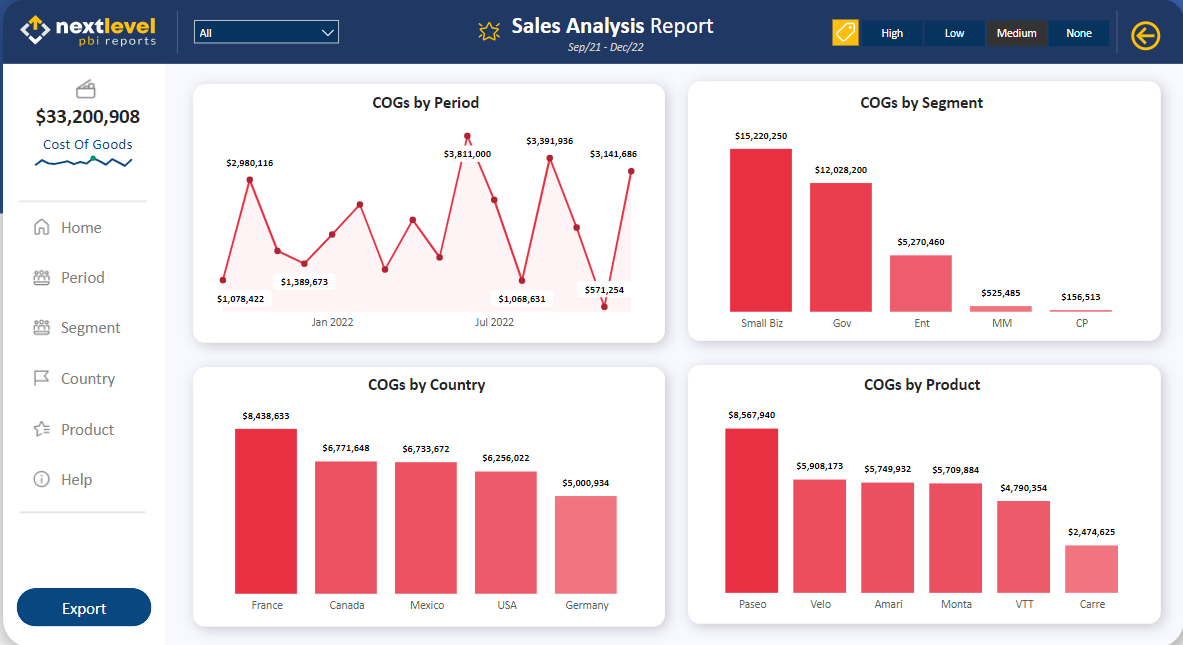 nextlevel
pbi reports
All
Sales Analysis Report
Sep/21 - Dec/22
High
Low
Medium
None
$33,200,908
Cost Of Goods
Home
Period
Segment
Country
Product
Help
Export
COGs by Period
$2,980,116
$3,811,000
$3,391,936
$3,141,686
$1,078,422
$1,389,673
$1,068,631
$571,254
Jan 2022
Jul 2022
COGs by Segment
$15,220,250
$12,028,200
$5,270,460
$525,485
$156,513
Small Biz
Gov
Ent
MM
CP
COGs by Country
$8,438,633
$6,771,648
$6,733,672
$6,256,022
$5,000,934
France
Canada
Mexico
USA
Germany
COGs by Product
$8,567,940
$5,908,173
$5,749,932
$5,709,884
$4,790,354
$2,474,625
Paseo
Velo
Amari
Monta
VTT
Carre